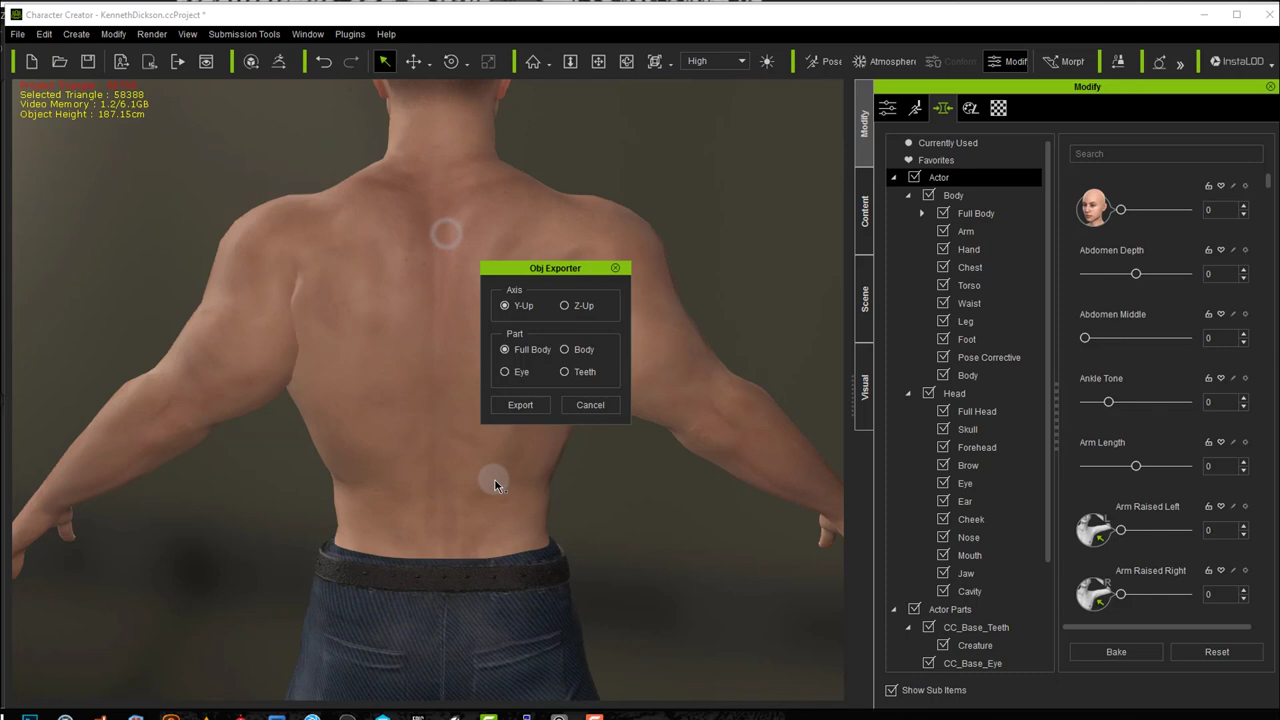 Character Creator - KennethDickson.ccProject *
File Edit Create Modify Render View Submission Tools Window Plugins Help
High
Pose
Atmosphere
Conform
Modif
Morph
InstaLOD
Selected Triangle : 58388
Video Memory : 1.2/6.1GB
Object Height : 187.15cm
Obj Exporter
Axis
Y-Up Z-Up
Part
Full Body Body
Eye Teeth
Export Cancel
Modify
Content
Scene
Visual
Modify
Currently Used
Favorites
Actor
Body
Full Body
Arm
Hand
Chest
Torso
Waist
Leg
Foot
Pose Corrective
Body
Head
Full Head
Skull
Forehead
Brow
Eye
Ear
Cheek
Nose
Mouth
Jaw
Cavity
Actor Parts
CC_Base_Teeth
Creature
CC_Base_Eye
Show Sub Items
Search
0
Abdomen Depth
0
Abdomen Middle
0
Ankle Tone
0
Arm Length
0
Arm Raised Left
L
0
Arm Raised Right
R
0
Bake Reset